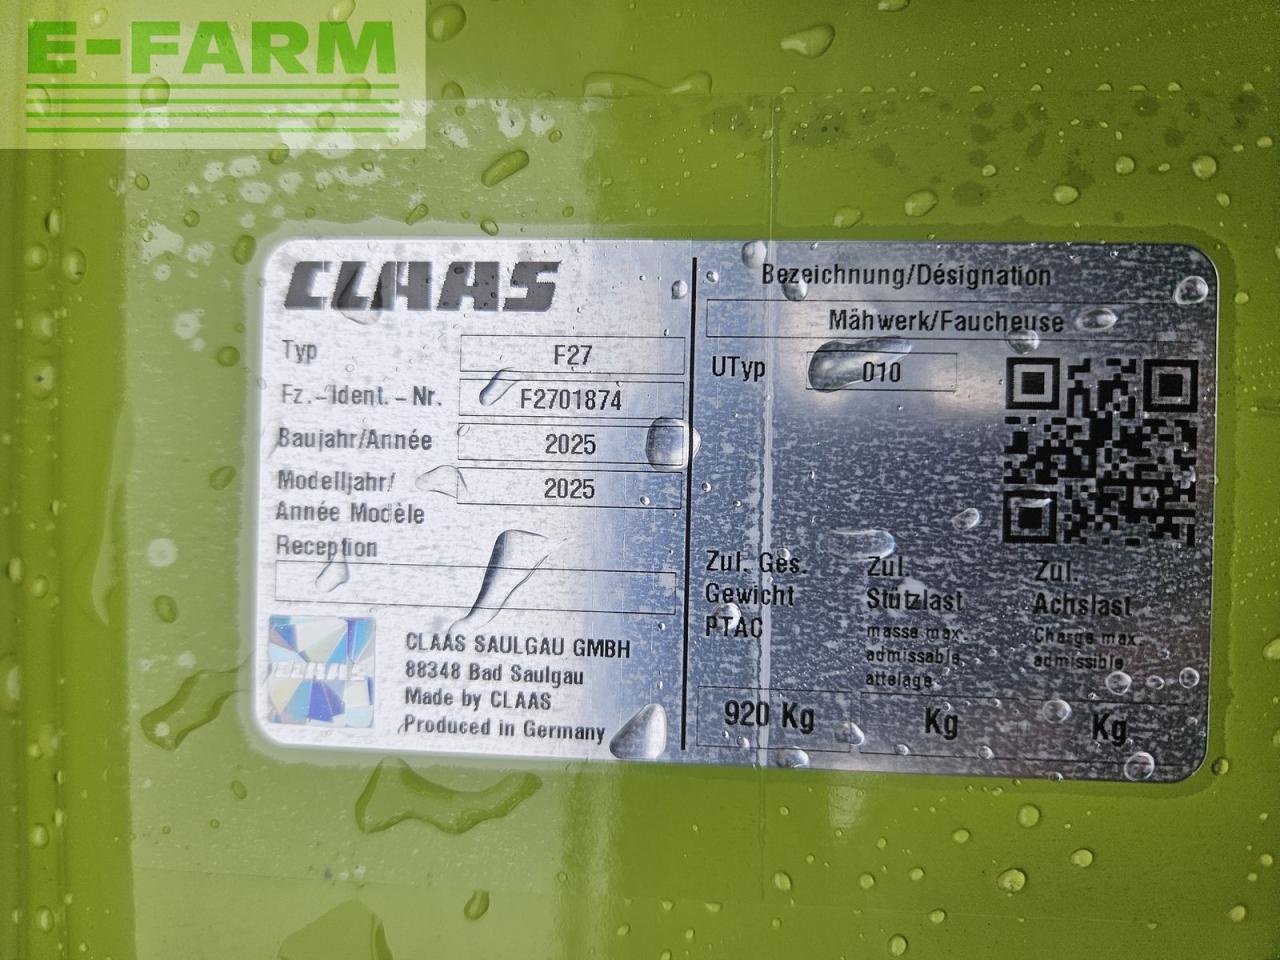 E-FARM
CLAAS
Typ F27
Fz.-Ident.-Nr. F2701874
Baujahr/Année 2025
Modelljahr/ 2025
Année Modèle
Reception
CLAAS
CLAAS SAULGAU GMBH
88348 Bad Saulgau
Made by CLAAS
Produced in Germany
Bezeichnung/Désignation
Mähwerk/Faucheuse
UTyp 010
Zul. Ges.
Gewicht
PTAC
920 Kg
Zul.
Stützlast
masse max.
admissable
attelage
Kg
Zul.
Achslast
Charge max.
admissible
Kg